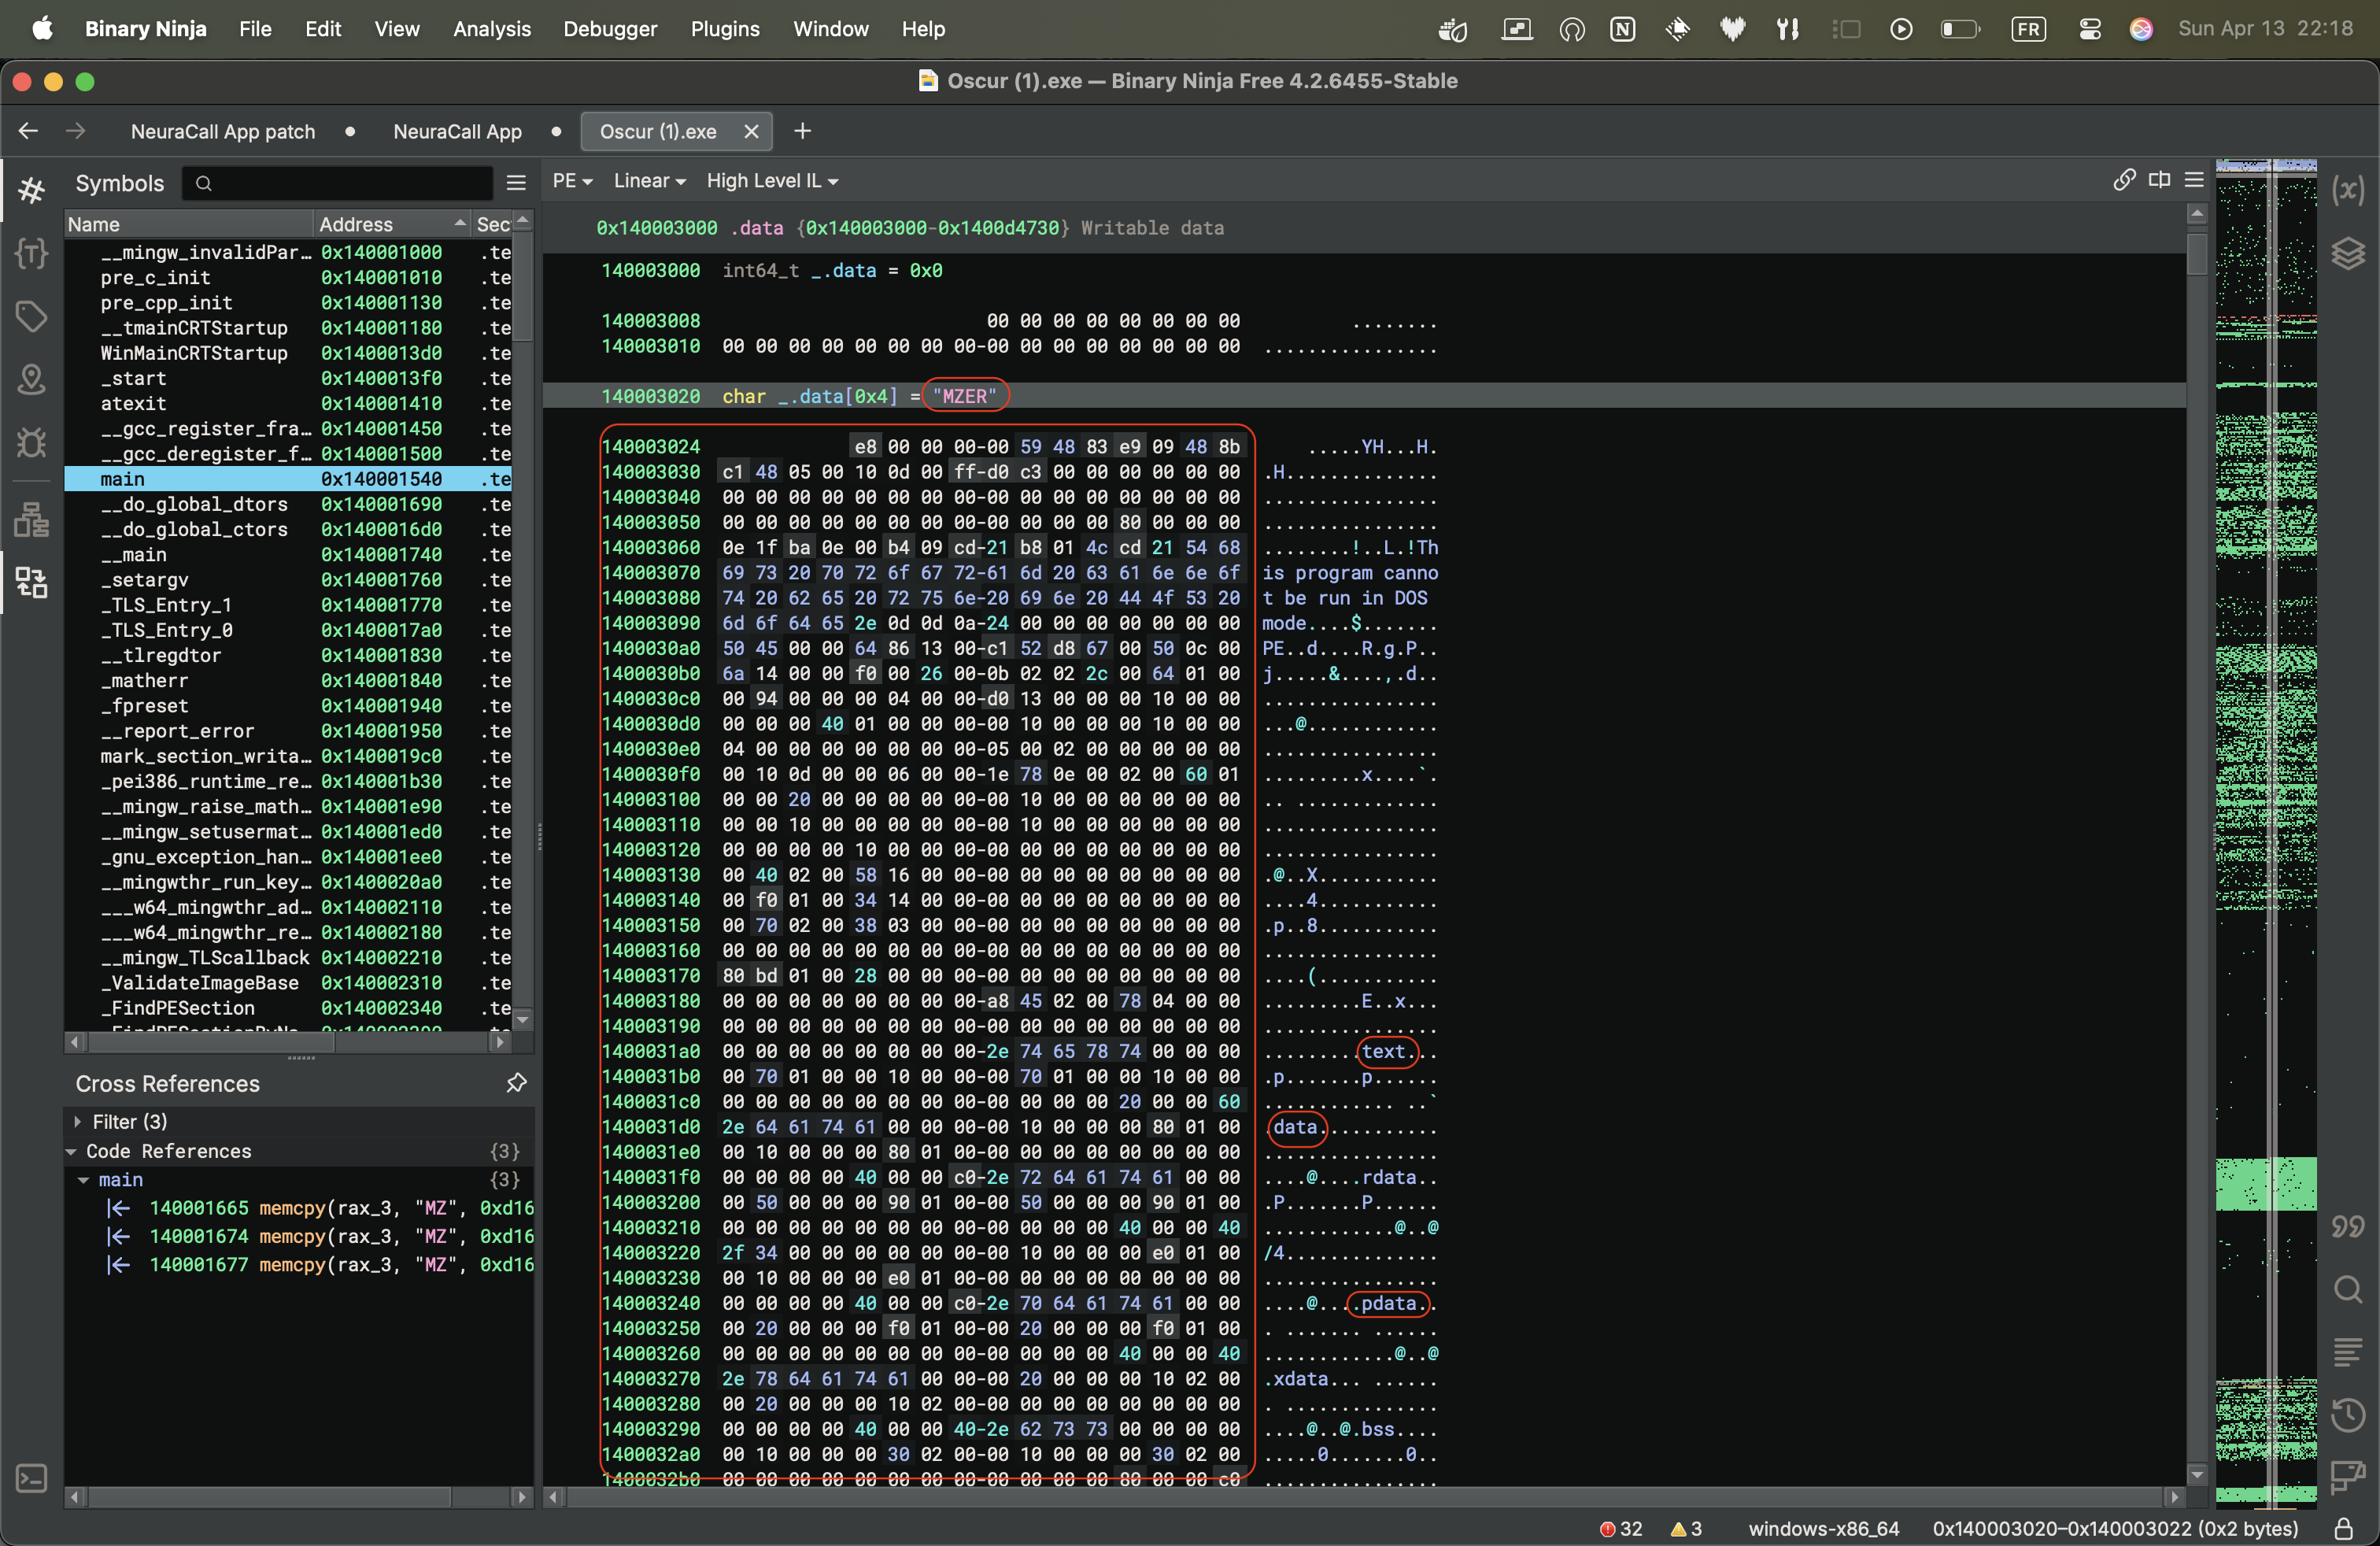 Binary Ninja File Edit View Analysis Debugger Plugins Window Help FR Sun Apr 13 22:18
Oscur (1).exe — Binary Ninja Free 4.2.6455-Stable
NeuraCall App patch NeuraCall App Oscur (1).exe
Symbols
Name Address Sec
__mingw_invalidPar… 0x140001000 .te
pre_c_init 0x140001010 .te
pre_cpp_init 0x140001130 .te
__tmainCRTStartup 0x140001180 .te
WinMainCRTStartup 0x1400013d0 .te
_start 0x1400013f0 .te
atexit 0x140001410 .te
__gcc_register_fra… 0x140001450 .te
__gcc_deregister_f… 0x140001500 .te
main 0x140001540 .te
__do_global_dtors 0x140001690 .te
__do_global_ctors 0x1400016d0 .te
__main 0x140001740 .te
_setargv 0x140001760 .te
_TLS_Entry_1 0x140001770 .te
_TLS_Entry_0 0x1400017a0 .te
__tlregdtor 0x140001830 .te
_matherr 0x140001840 .te
_fpreset 0x140001940 .te
__report_error 0x140001950 .te
mark_section_writa… 0x1400019c0 .te
_pei386_runtime_re… 0x140001b30 .te
__mingw_raise_math… 0x140001e90 .te
__mingw_setusermat… 0x140001ed0 .te
_gnu_exception_han… 0x140001ee0 .te
__mingwthr_run_key… 0x1400020a0 .te
___w64_mingwthr_ad… 0x140002110 .te
___w64_mingwthr_re… 0x140002180 .te
__mingw_TLScallback 0x140002210 .te
_ValidateImageBase 0x140002310 .te
_FindPESection 0x140002340 .te
Cross References
Filter (3)
Code References {3}
main {3}
140001665 memcpy(rax_3, "MZ", 0xd16
140001674 memcpy(rax_3, "MZ", 0xd16
140001677 memcpy(rax_3, "MZ", 0xd16
PE Linear High Level IL
0x140003000 .data {0x140003000-0x1400d4730} Writable data
140003000 int64_t _.data = 0x0
140003008 00 00 00 00 00 00 00 00 ........
140003010 00 00 00 00 00 00 00 00-00 00 00 00 00 00 00 00 ................
140003020 char _.data[0x4] = "MZER"
140003024 e8 00 00 00-00 59 48 83 e9 09 48 8b .....YH...H.
140003030 c1 48 05 00 10 0d 00 ff-d0 c3 00 00 00 00 00 00 .H..............
140003040 00 00 00 00 00 00 00 00-00 00 00 00 00 00 00 00 ................
140003050 00 00 00 00 00 00 00 00-00 00 00 00 80 00 00 00 ................
140003060 0e 1f ba 0e 00 b4 09 cd-21 b8 01 4c cd 21 54 68 ........!..L.!Th
140003070 69 73 20 70 72 6f 67 72-61 6d 20 63 61 6e 6e 6f is program canno
140003080 74 20 62 65 20 72 75 6e-20 69 6e 20 44 4f 53 20 t be run in DOS
140003090 6d 6f 64 65 2e 0d 0d 0a-24 00 00 00 00 00 00 00 mode....$.......
1400030a0 50 45 00 00 64 86 13 00-c1 52 d8 67 00 50 0c 00 PE..d....R.g.P..
1400030b0 6a 14 00 00 f0 00 26 00-0b 02 02 2c 00 64 01 00 j.....&....,.d..
1400030c0 00 94 00 00 00 04 00 00-d0 13 00 00 00 10 00 00 ................
1400030d0 00 00 00 40 01 00 00 00-00 10 00 00 00 10 00 00 ...@............
1400030e0 04 00 00 00 00 00 00 00-05 00 02 00 00 00 00 00 ................
1400030f0 00 10 0d 00 00 06 00 00-1e 78 0e 00 02 00 60 01 .........x....`.
140003100 00 00 20 00 00 00 00 00-00 10 00 00 00 00 00 00 .. .............
140003110 00 00 10 00 00 00 00 00-00 10 00 00 00 00 00 00 ................
140003120 00 00 00 00 10 00 00 00-00 00 00 00 00 00 00 00 ................
140003130 00 40 02 00 58 16 00 00-00 00 00 00 00 00 00 00 .@..X...........
140003140 00 f0 01 00 34 14 00 00-00 00 00 00 00 00 00 00 ....4...........
140003150 00 70 02 00 38 03 00 00-00 00 00 00 00 00 00 00 .p..8...........
140003160 00 00 00 00 00 00 00 00-00 00 00 00 00 00 00 00 ................
140003170 80 bd 01 00 28 00 00 00-00 00 00 00 00 00 00 00 ....(...........
140003180 00 00 00 00 00 00 00 00-a8 45 02 00 78 04 00 00 .........E..x...
140003190 00 00 00 00 00 00 00 00-00 00 00 00 00 00 00 00 ................
1400031a0 00 00 00 00 00 00 00 00-2e 74 65 78 74 00 00 00 .........text...
1400031b0 00 70 01 00 00 10 00 00-00 70 01 00 00 10 00 00 .p.......p......
1400031c0 00 00 00 00 00 00 00 00-00 00 00 00 20 00 00 60 ............ ..`
1400031d0 2e 64 61 74 61 00 00 00-00 10 00 00 00 80 01 00 .data...........
1400031e0 00 10 00 00 00 80 01 00-00 00 00 00 00 00 00 00 ................
1400031f0 00 00 00 00 40 00 00 c0-2e 72 64 61 74 61 00 00 ....@....rdata..
140003200 00 50 00 00 00 90 01 00-00 50 00 00 00 90 01 00 .P.......P......
140003210 00 00 00 00 00 00 00 00-00 00 00 00 40 00 00 40 ............@..@
140003220 2f 34 00 00 00 00 00 00-00 10 00 00 00 e0 01 00 /4..............
140003230 00 10 00 00 00 e0 01 00-00 00 00 00 00 00 00 00 ................
140003240 00 00 00 00 40 00 00 c0-2e 70 64 61 74 61 00 00 ....@....pdata..
140003250 00 20 00 00 00 f0 01 00-00 20 00 00 00 f0 01 00 . ....... ......
140003260 00 00 00 00 00 00 00 00-00 00 00 00 40 00 00 40 ............@..@
140003270 2e 78 64 61 74 61 00 00-00 20 00 00 00 10 02 00 .xdata... ......
140003280 00 20 00 00 00 10 02 00-00 00 00 00 00 00 00 00 . ..............
140003290 00 00 00 00 40 00 00 40-2e 62 73 73 00 00 00 00 ....@..@.bss....
1400032a0 00 10 00 00 00 30 02 00-00 10 00 00 00 30 02 00 .....0.......0..
1400032b0 00 00 00 00 00 00 00 00-00 00 00 00 80 00 00 c0
32 3 windows-x86_64 0x140003020–0x140003022 (0x2 bytes)